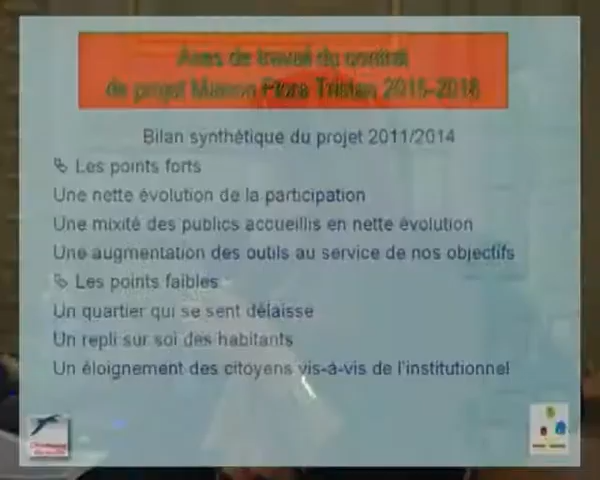 Axes de travail du contrat
de projet Maison Flora Tristan 2015-2018
Bilan synthétique du projet 2011/2014
Les points forts
Une nette évolution de la participation
Une mixité des publics accueillis en nette évolution
Une augmentation des outils au service de nos objectifs
Les points faibles :
Un quartier qui se sent délaisse
Un repli sur soi des habitants
Un éloignement des citoyens vis-à-vis de l'institutionnel